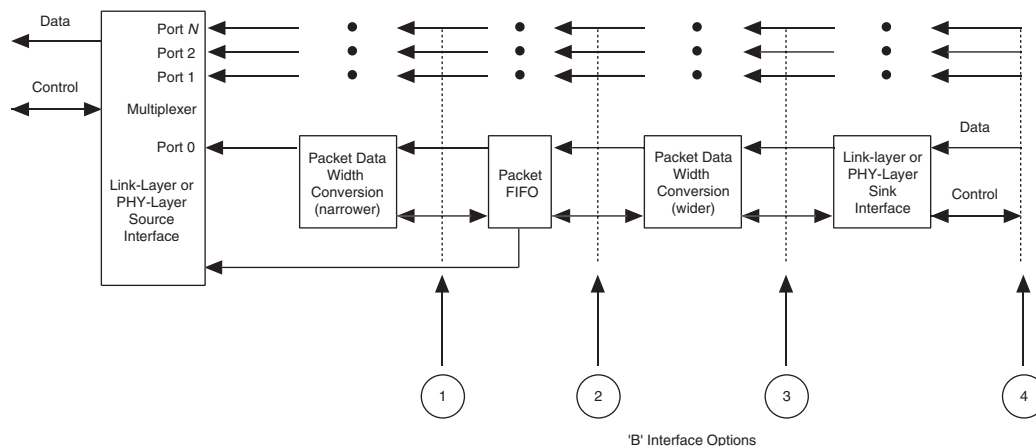 Data
Control
Port N
Port 2
Port 1
Multiplexer
Port 0
Link-Layer or
PHY-Layer
Source
Interface
Packet Data
Width
Conversion
(narrower)
Packet
FIFO
Packet Data
Width
Conversion
(wider)
Link-layer or
PHY-Layer
Sink
Interface
Data
Control
1
2
3
4
'B' Interface Options